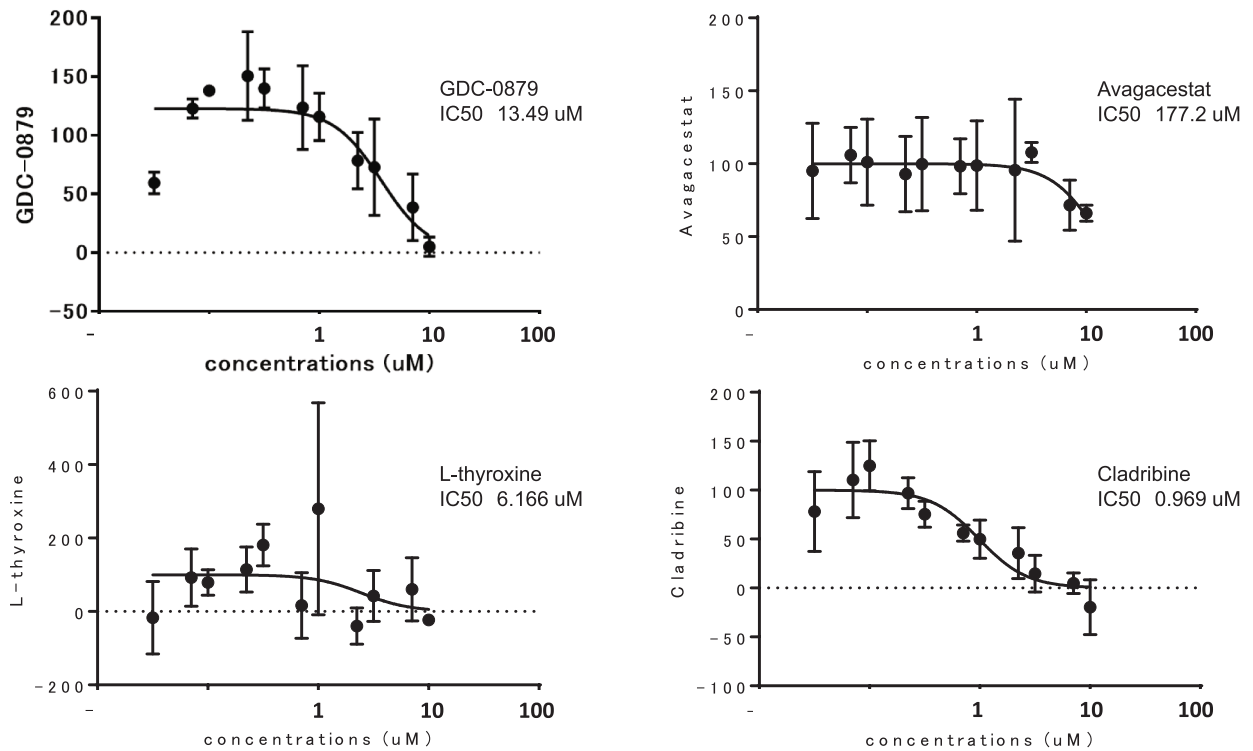 200
150
100
50
0
−50
GDC−0879
GDC-0879
IC50 13.49 uM
-
1
10
100
concentrations (uM)
200
150
100
50
0
Avagacestat
Avagacestat
IC50 177.2 uM
-
1
10
100
concentrations (uM)
600
400
200
0
−200
L−thyroxine
L-thyroxine
IC50 6.166 uM
-
1
10
100
concentrations (uM)
200
150
100
50
0
−50
−100
Cladribine
Cladribine
IC50 0.969 uM
-
1
10
100
concentrations (uM)